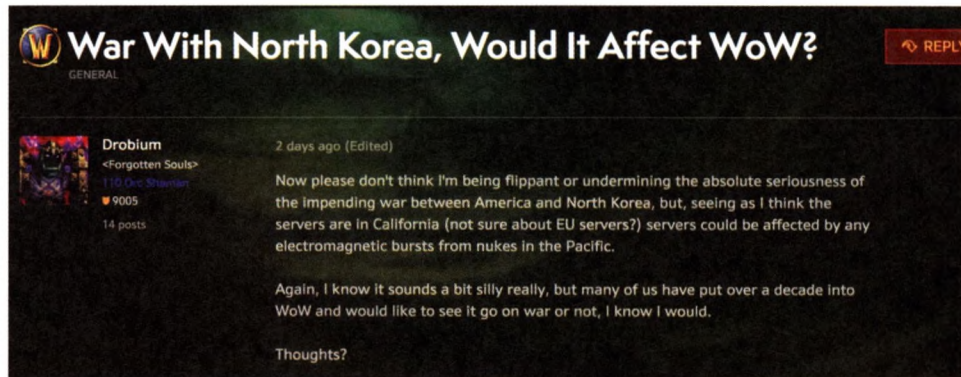 War With North Korea, Would It Affect WoW?
REPLY
GENERAL
Drobium
<Forgotten Souls>
110 Orc Shaman
9005
14 posts
2 days ago (Edited)
Now please don't think I'm being flippant or undermining the absolute seriousness of
the impending war between America and North Korea, but, seeing as I think the
servers are in California (not sure about EU servers?) servers could be affected by any
electromagnetic bursts from nukes in the Pacific.
Again, I know it sounds a bit silly really, but many of us have put over a decade into
WoW and would like to see it go on war or not, I know I would.
Thoughts?